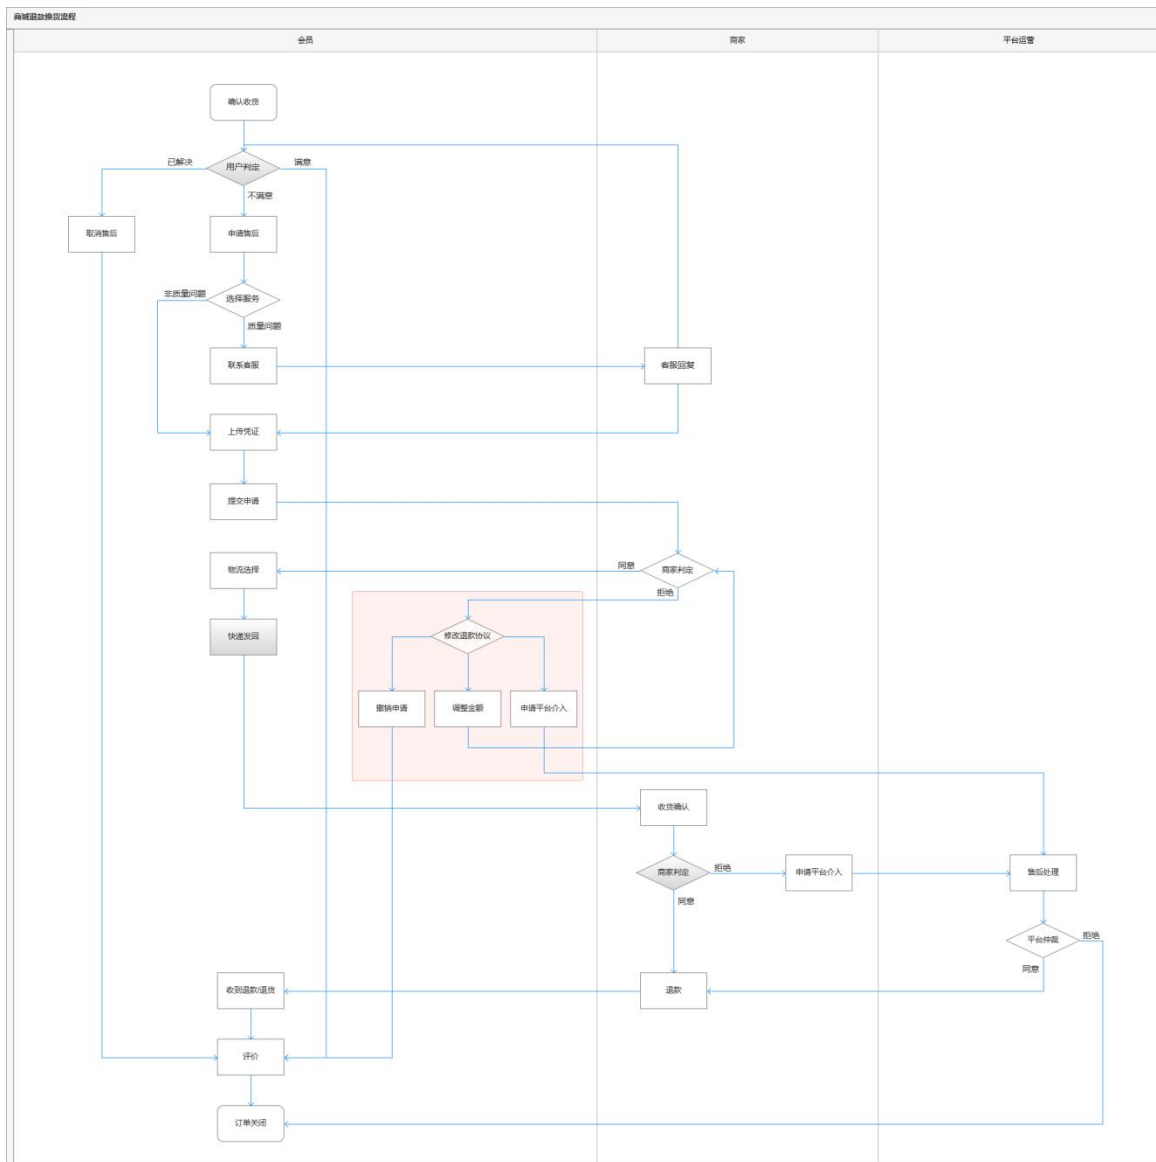 商城退款换货流程
会员
商家
平台运营
确认收货
已解决
用户判定
满意
不满意
取消售后
申请售后
非质量问题
选择服务
质量问题
联系客服
客服回复
上传凭证
提交申请
物流选择
同意
商家判定
拒绝
快递发回
修改退款协议
撤销申请
调整金额
申请平台介入
收货确认
商家判定
拒绝
申请平台介入
售后处理
同意
平台仲裁
拒绝
同意
收到退款/退货
退款
评价
订单关闭